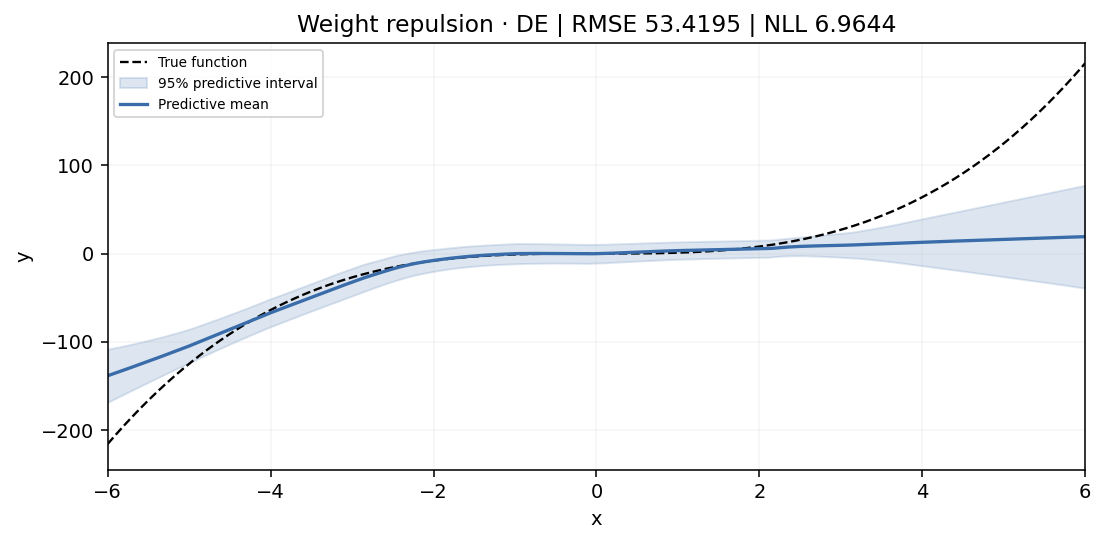 Weight repulsion · DE | RMSE 53.4195 | NLL 6.9644
True function
95% predictive interval
Predictive mean
200
100
0
−100
−200
y
−6
−4
−2
0
2
4
6
x